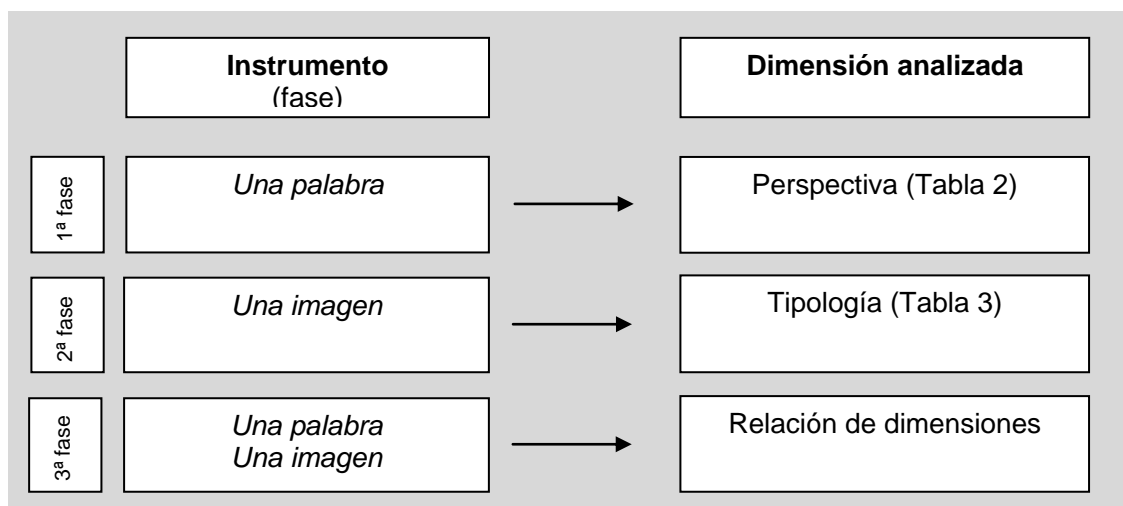 Instrumento
(fase)
Dimensión analizada
1ª fase
Una palabra
Perspectiva (Tabla 2)
2ª fase
Una imagen
Tipología (Tabla 3)
3ª fase
Una palabra
Una imagen
Relación de dimensiones